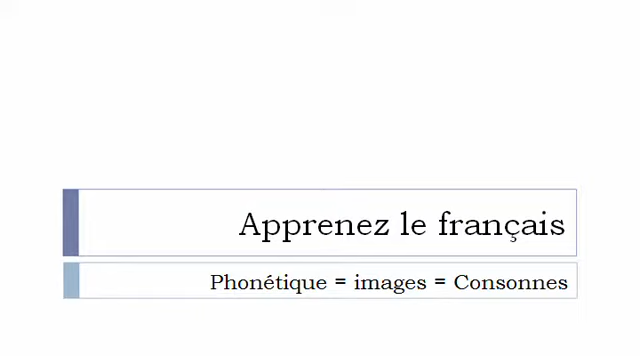 Apprenez le français
Phonétique = images = Consonnes